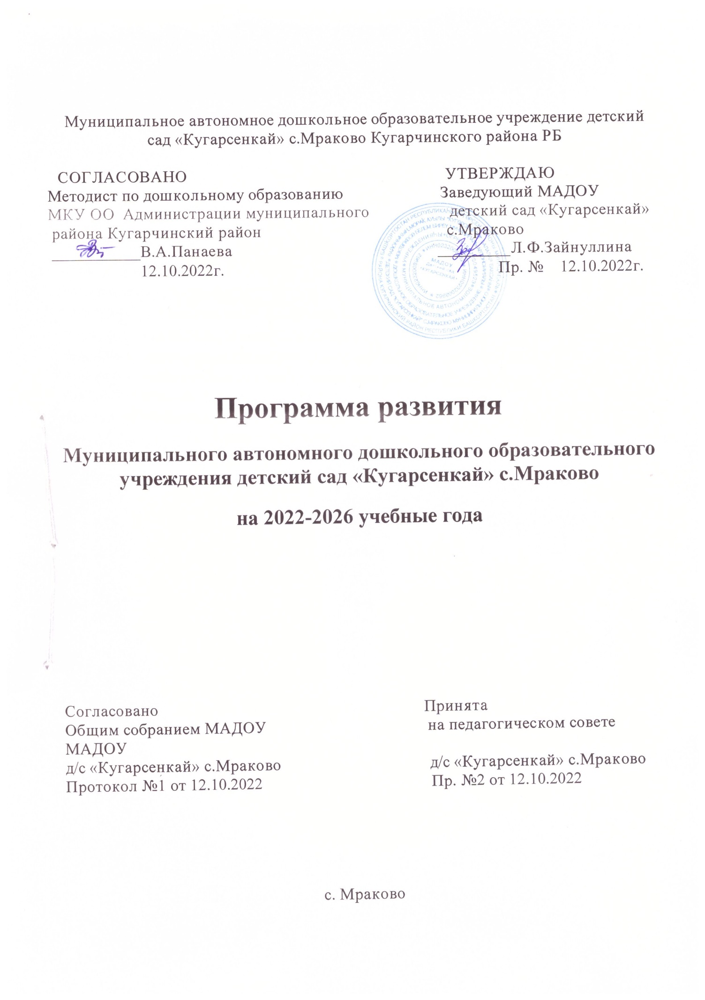 Муниципальное автономное дошкольное образовательное учреждение детский
сад «Кугарсенкай» с.Мраково Кугарчинского района РБ
СОГЛАСОВАНО
Методист по дошкольному образованию
МКУ ОО Администрации муниципального
района Кугарчинский район
____________В.А.Панаева
12.10.2022г.
УТВЕРЖДАЮ
Заведующий МАДОУ
детский сад «Кугарсенкай»
с.Мраково
__________Л.Ф.Зайнуллина
Пр. № 12.10.2022г.
МАДОУ
Программа развития
Муниципального автономного дошкольного образовательного
учреждения детский сад «Кугарсенкай» с.Мраково
на 2022-2026 учебные года
Согласовано
Общим собранием МАДОУ
МАДОУ
д/с «Кугарсенкай» с.Мраково
Протокол №1 от 12.10.2022
Принята
на педагогическом совете
д/с «Кугарсенкай» с.Мраково
Пр. №2 от 12.10.2022
с. Мраково